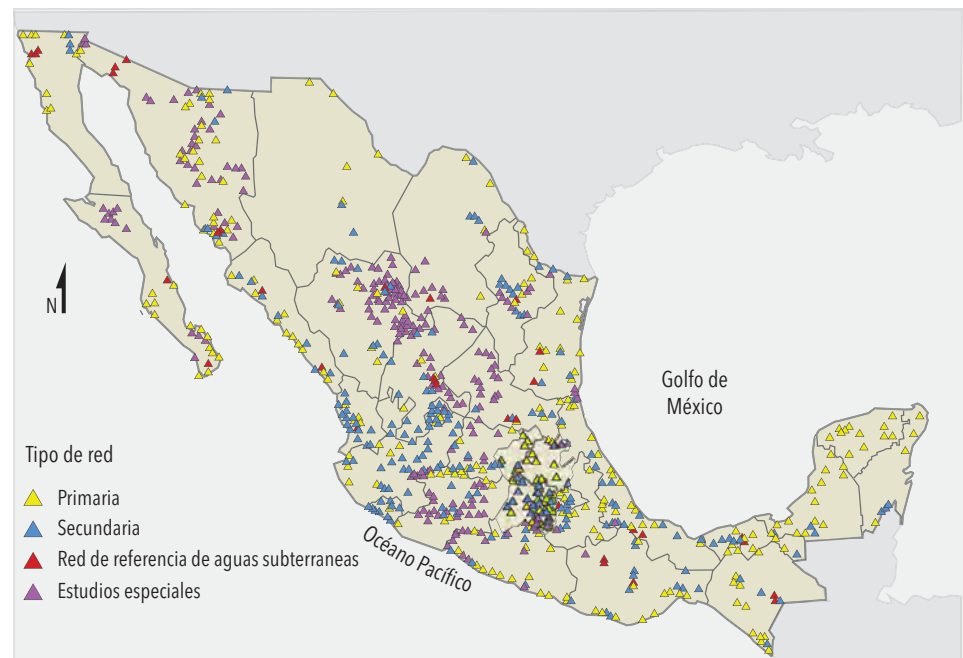 N
Golfo de
México
Océano Pacífico
Tipo de red
Primaria
Secundaria
Red de referencia de aguas subterraneas
Estudios especiales